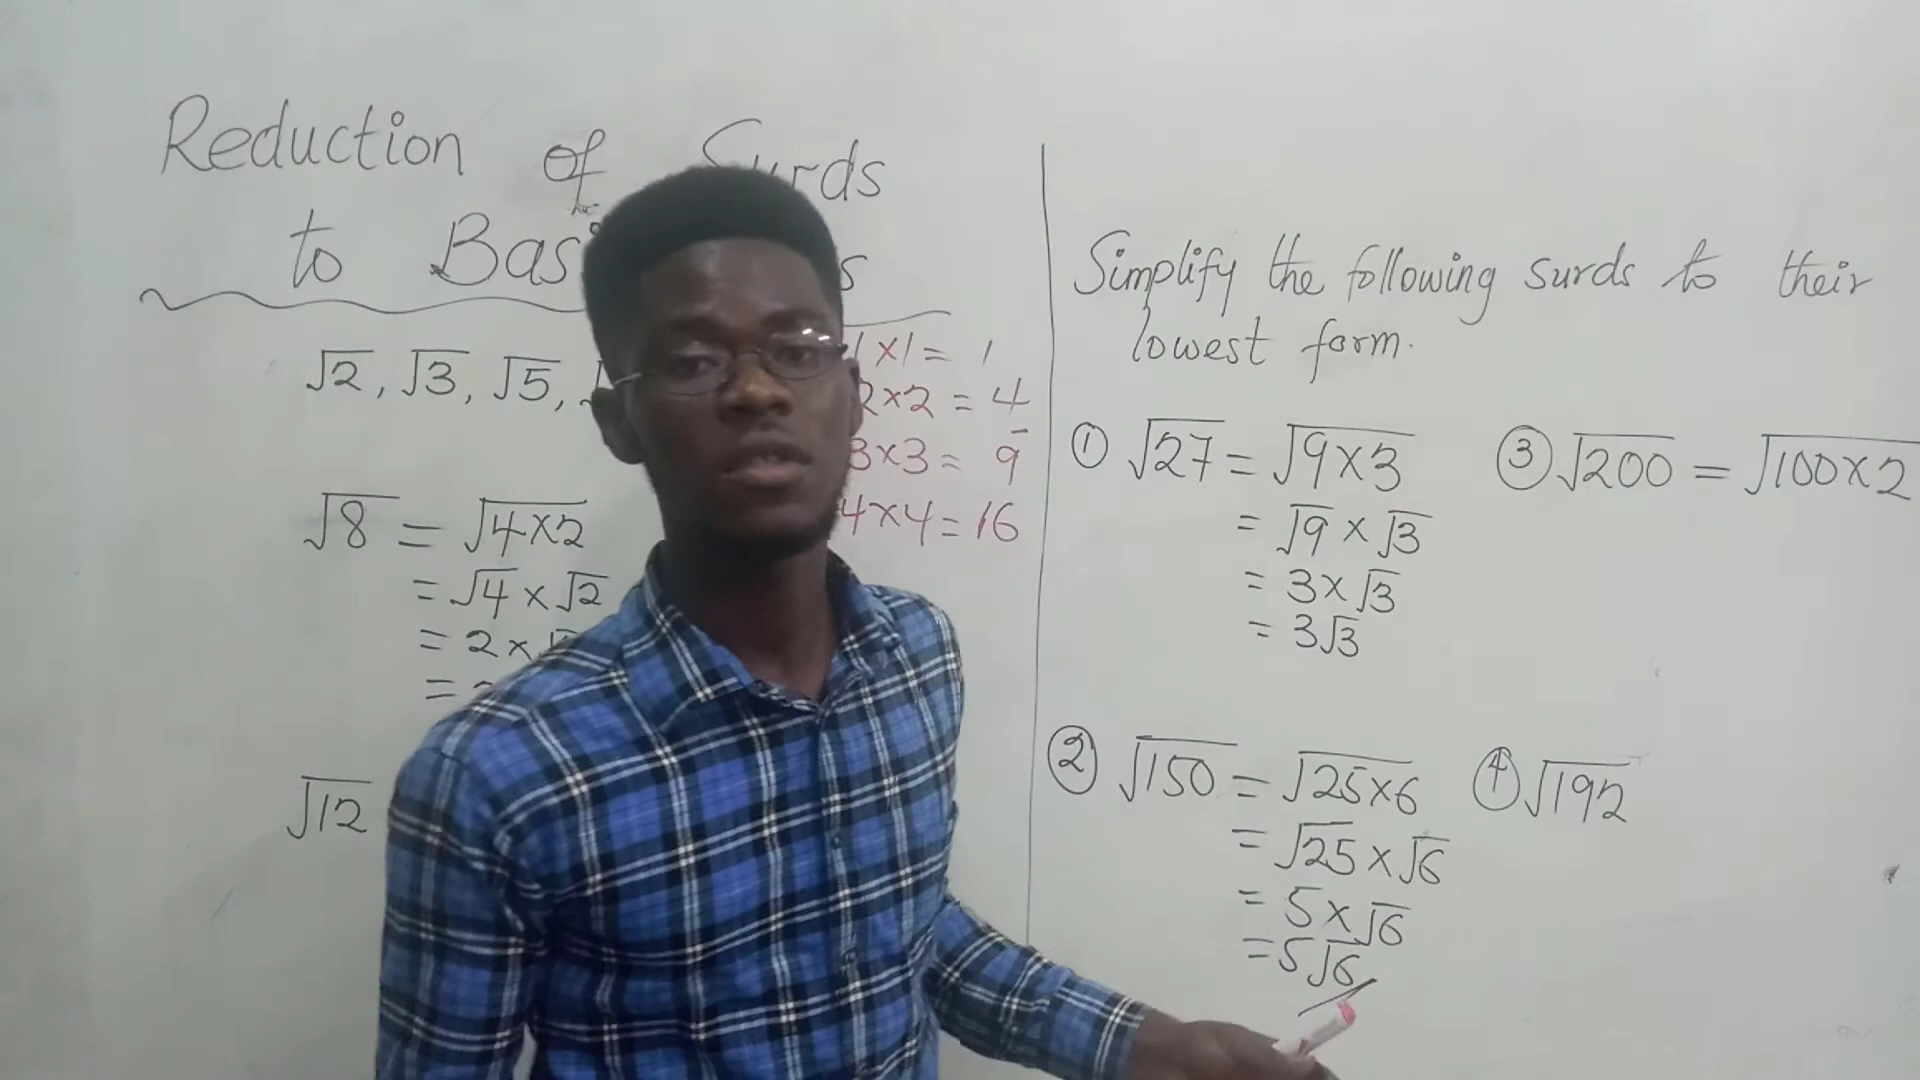 Reduction of Surds
to Bas s
√2, √3, √5, √
1×1 = 1
2×2 = 4
3×3 = 9
4×4 = 16
√8 = √4×2
= √4 × √2
= 2 × √
=
√12
Simplify the following surds to their
lowest form.
① √27 = √9×3
= √9 × √3
= 3 × √3
= 3√3
② √150 = √25×6
= √25 × √6
= 5 × √6
= 5√6
③ √200 = √100×2
④ √192